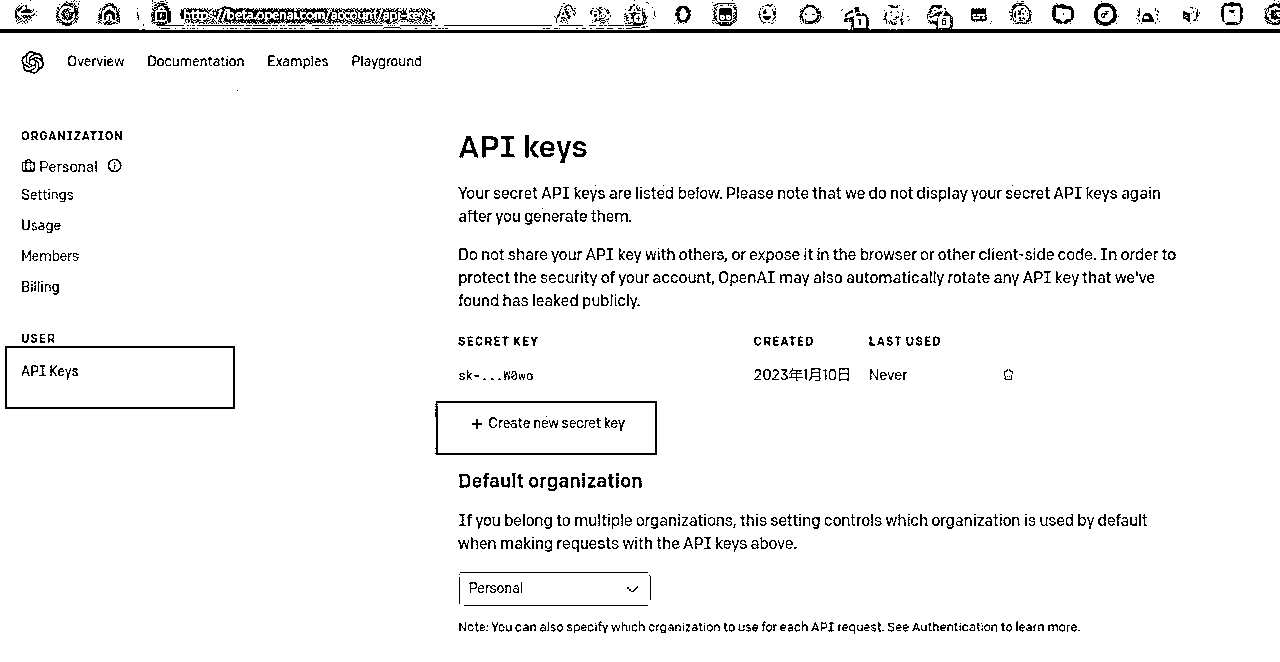 https://beta.openai.com/account/api-keys
Overview Documentation Examples Playground
ORGANIZATION
Personal
Settings
Usage
Members
Billing
USER
API Keys
API keys
Your secret API keys are listed below. Please note that we do not display your secret API keys again
after you generate them.
Do not share your API key with others, or expose it in the browser or other client-side code. In order to
protect the security of your account, OpenAI may also automatically rotate any API key that we've
found has leaked publicly.
SECRET KEY CREATED LAST USED
sk-...W0wo 2023年1月10日 Never
+ Create new secret key
Default organization
If you belong to multiple organizations, this setting controls which organization is used by default
when making requests with the API keys above.
Personal
Note: You can also specify which organization to use for each API request. See Authentication to learn more.